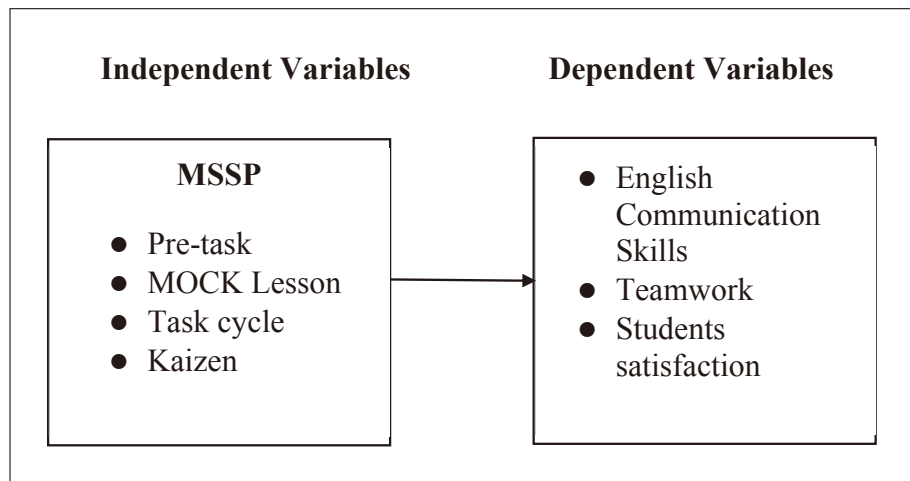 Independent Variables
Dependent Variables
MSSP
● Pre-task
● MOCK Lesson
● Task cycle
● Kaizen
● English
Communication
Skills
● Teamwork
● Students
satisfaction